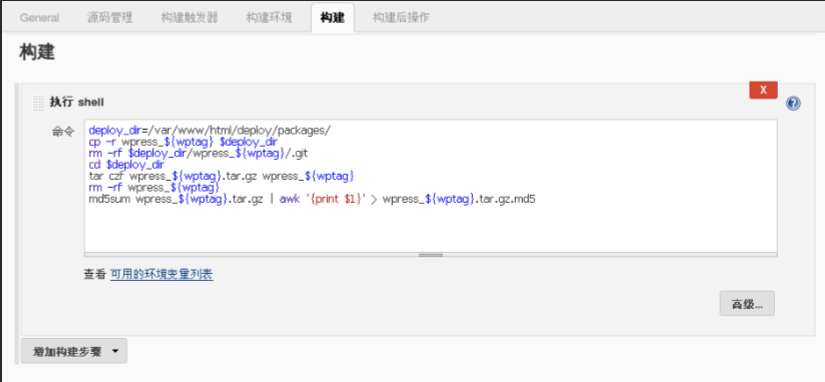 General 源码管理 构建触发器 构建环境 构建 构建后操作
构建
执行 shell
X
命令
deploy_dir=/var/www/html/deploy/packages/
cp -r wpress_${wptag} $deploy_dir
rm -rf $deploy_dir/wpress_${wptag}/.git
cd $deploy_dir
tar czf wpress_${wptag}.tar.gz wpress_${wptag}
rm -rf wpress_${wptag}
md5sum wpress_${wptag}.tar.gz | awk '{print $1}' > wpress_${wptag}.tar.gz.md5
查看 可用的环境变量列表
高级...
增加构建步骤